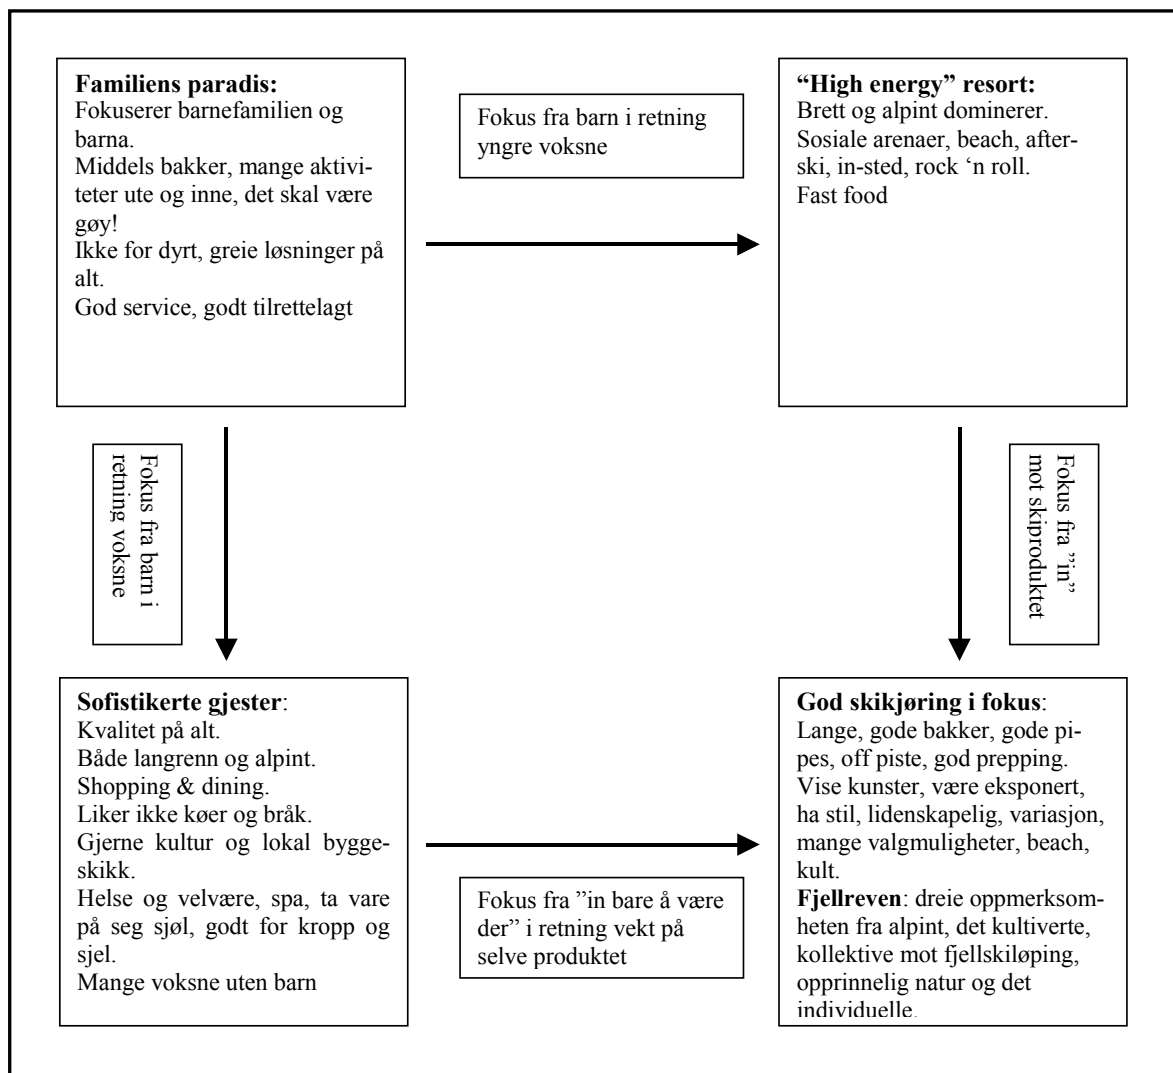 Familiens paradis:
Fokuserer barnefamilien og
barna.
Middels bakker, mange aktivi-
teter ute og inne, det skal være
gøy!
Ikke for dyrt, greie løsninger på
alt.
God service, godt tilrettelagt
Fokus fra barn i retning
yngre voksne
“High energy” resort:
Brett og alpint dominerer.
Sosiale arenaer, beach, after-
ski, in-sted, rock ‘n roll.
Fast food
Fokus fra barn i
retning voksne
Fokus fra ”in”
mot skiproduktet
Sofistikerte gjester:
Kvalitet på alt.
Både langrenn og alpint.
Shopping & dining.
Liker ikke køer og bråk.
Gjerne kultur og lokal bygge-
skikk.
Helse og velvære, spa, ta vare
på seg sjøl, godt for kropp og
sjel.
Mange voksne uten barn
Fokus fra ”in bare å være
der” i retning vekt på
selve produktet
God skikjøring i fokus:
Lange, gode bakker, gode pi-
pes, off piste, god prepping.
Vise kunster, være eksponert,
ha stil, lidenskapelig, variasjon,
mange valgmuligheter, beach,
kult.
Fjellreven: dreie oppmerksom-
heten fra alpint, det kultiverte,
kollektive mot fjellskiløping,
opprinnelig natur og det
individuelle.